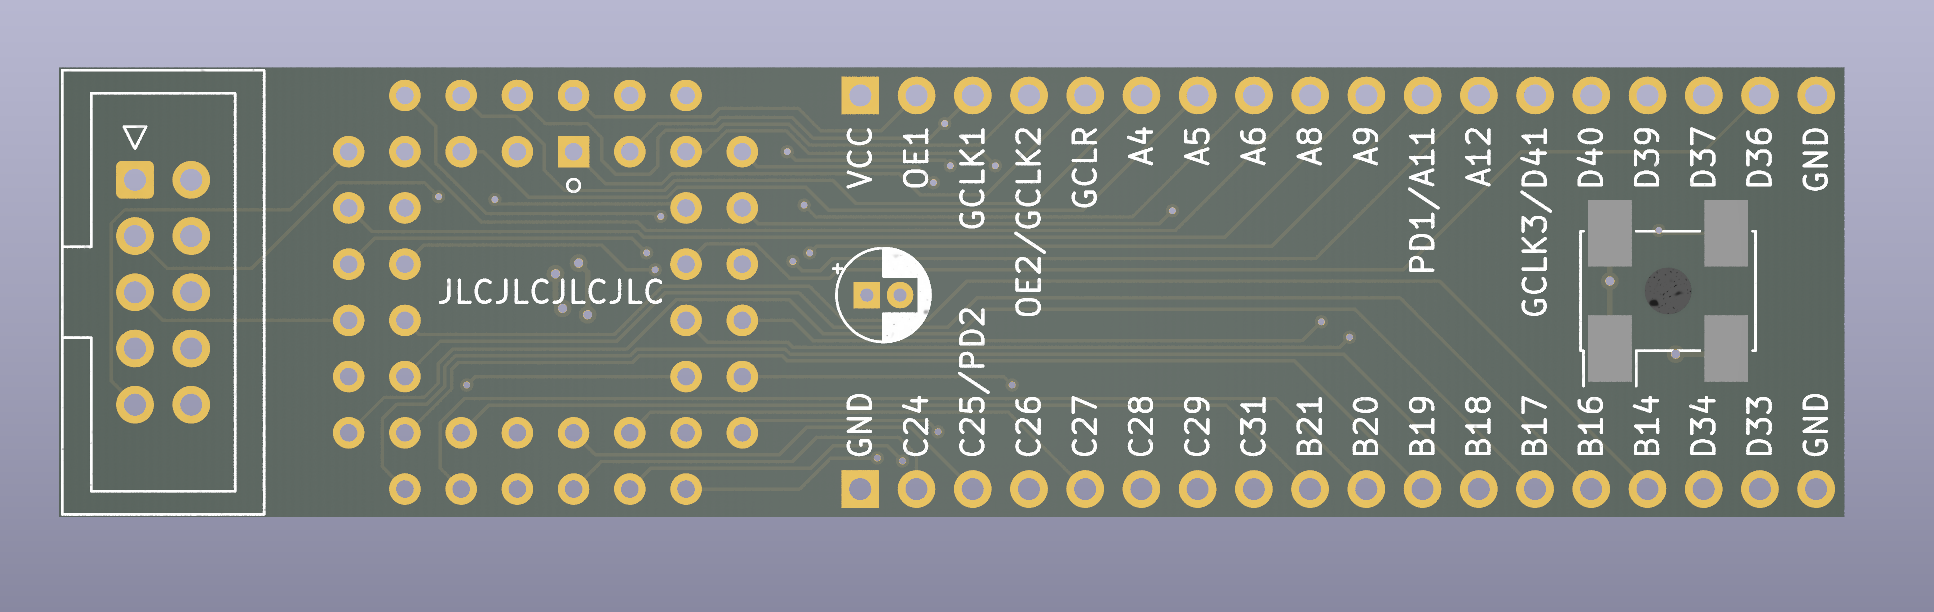 VCC
OE1
GCLK1
OE2/GCLK2
GCLR
A4
A5
A6
A8
A9
PD1/A11
A12
GCLK3/D41
D40
D39
D37
D36
GND
JLCJLCJLCJLC
+
GND
C24
C25/PD2
C26
C27
C28
C29
C31
B21
B20
B19
B18
B17
B16
B14
D34
D33
GND